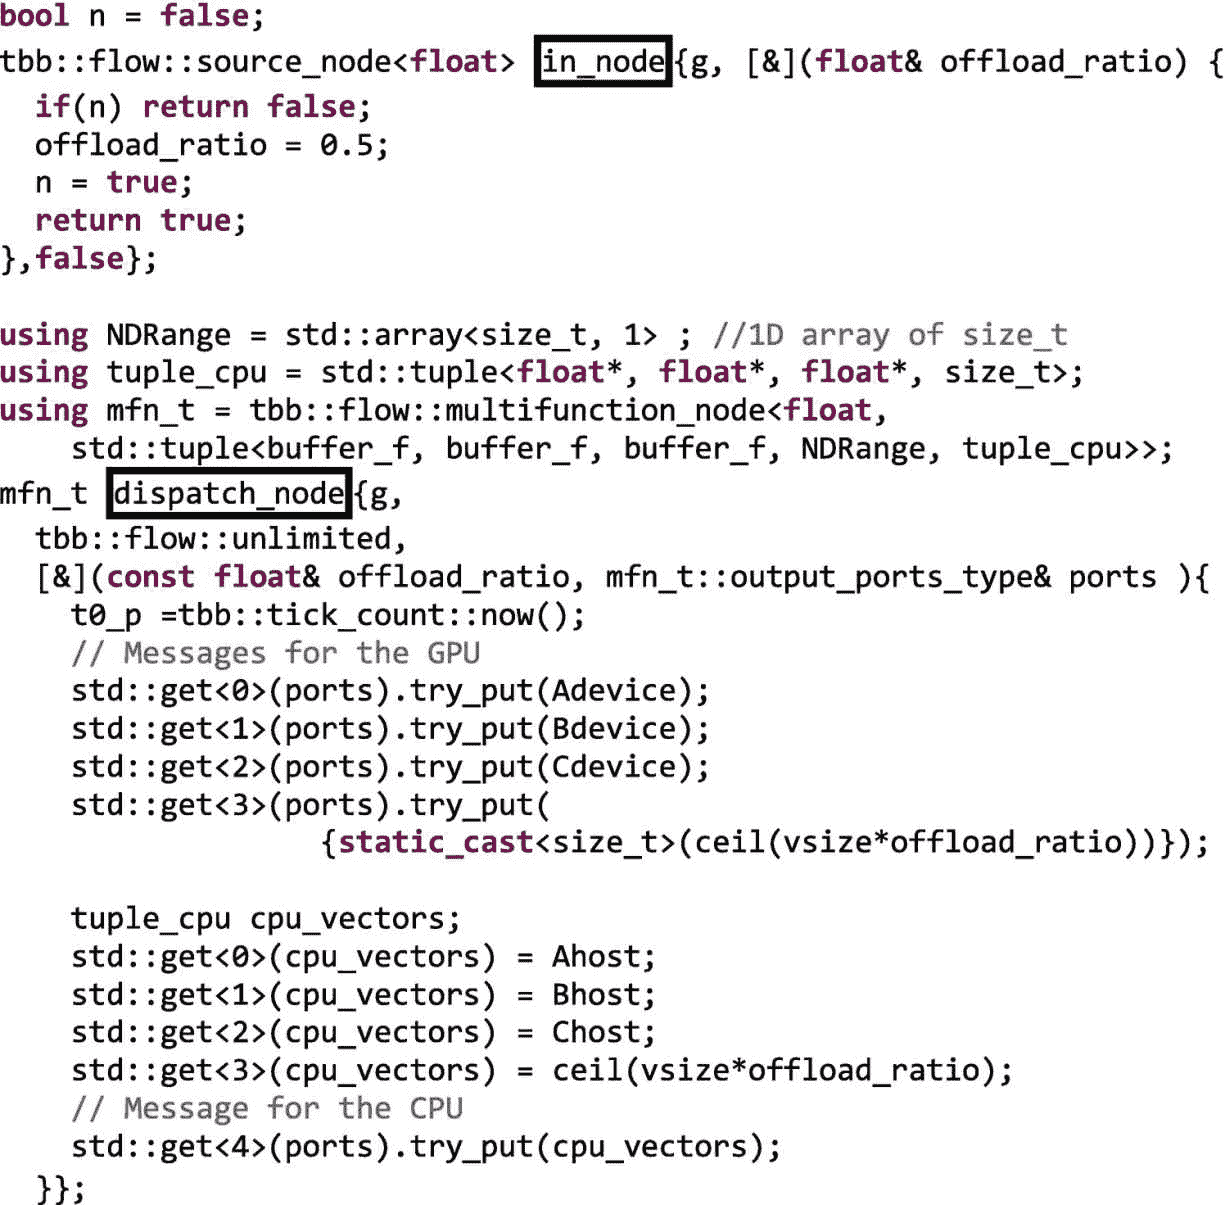 bool n = false;
tbb::flow::source_node<float> in_node{g, [&](float& offload_ratio) {
  if(n) return false;
  offload_ratio = 0.5;
  n = true;
  return true;
},false};

using NDRange = std::array<size_t, 1> ; //1D array of size_t
using tuple_cpu = std::tuple<float*, float*, float*, size_t>;
using mfn_t = tbb::flow::multifunction_node<float,
    std::tuple<buffer_f, buffer_f, buffer_f, NDRange, tuple_cpu>>;
mfn_t dispatch_node{g,
  tbb::flow::unlimited,
  [&](const float& offload_ratio, mfn_t::output_ports_type& ports ){
    t0_p =tbb::tick_count::now();
    // Messages for the GPU
    std::get<0>(ports).try_put(Adevice);
    std::get<1>(ports).try_put(Bdevice);
    std::get<2>(ports).try_put(Cdevice);
    std::get<3>(ports).try_put(
                  {static_cast<size_t>(ceil(vsize*offload_ratio))});

    tuple_cpu cpu_vectors;
    std::get<0>(cpu_vectors) = Ahost;
    std::get<1>(cpu_vectors) = Bhost;
    std::get<2>(cpu_vectors) = Chost;
    std::get<3>(cpu_vectors) = ceil(vsize*offload_ratio);
    // Message for the CPU
    std::get<4>(ports).try_put(cpu_vectors);
  }};